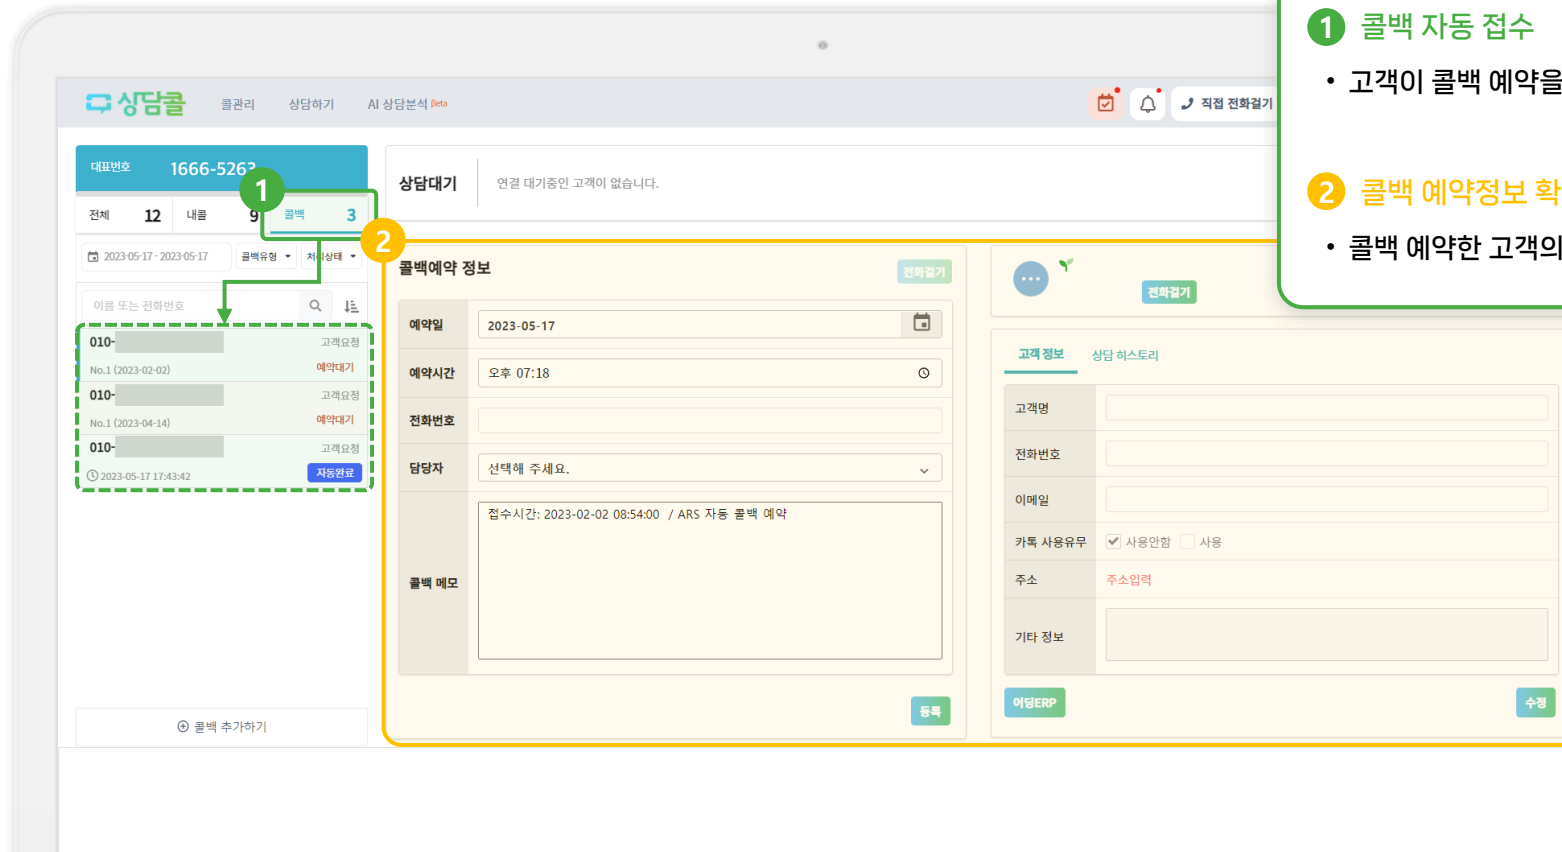 1 콜백 자동 접수
• 고객이 콜백 예약을
2 콜백 예약정보 확
• 콜백 예약한 고객의
상담콜 콜관리 상담하기 AI 상담분석 Beta 직접 전화걸기
대표번호 1666-5263
1
전체 12 내콜 9 콜백 3
2023-05-17 - 2023-05-17 콜백유형 처리상태
이름 또는 전화번호
010- 고객요청
No.1 (2023-02-02) 예약대기
010- 고객요청
No.1 (2023-04-14) 예약대기
010- 고객요청
2023-05-17 17:43:42 자동완료
콜백 추가하기
상담대기 연결 대기중인 고객이 없습니다.
2
콜백예약 정보 전화걸기
예약일 2023-05-17
예약시간 오후 07:18
전화번호
담당자 선택해 주세요.
콜백 메모 접수시간: 2023-02-02 08:54:00 / ARS 자동 콜백 예약
등록
전화걸기
고객 정보 상담 히스토리
고객명
전화번호
이메일
카톡 사용유무 사용안함 사용
주소 주소입력
기타 정보
어딩ERP 수정